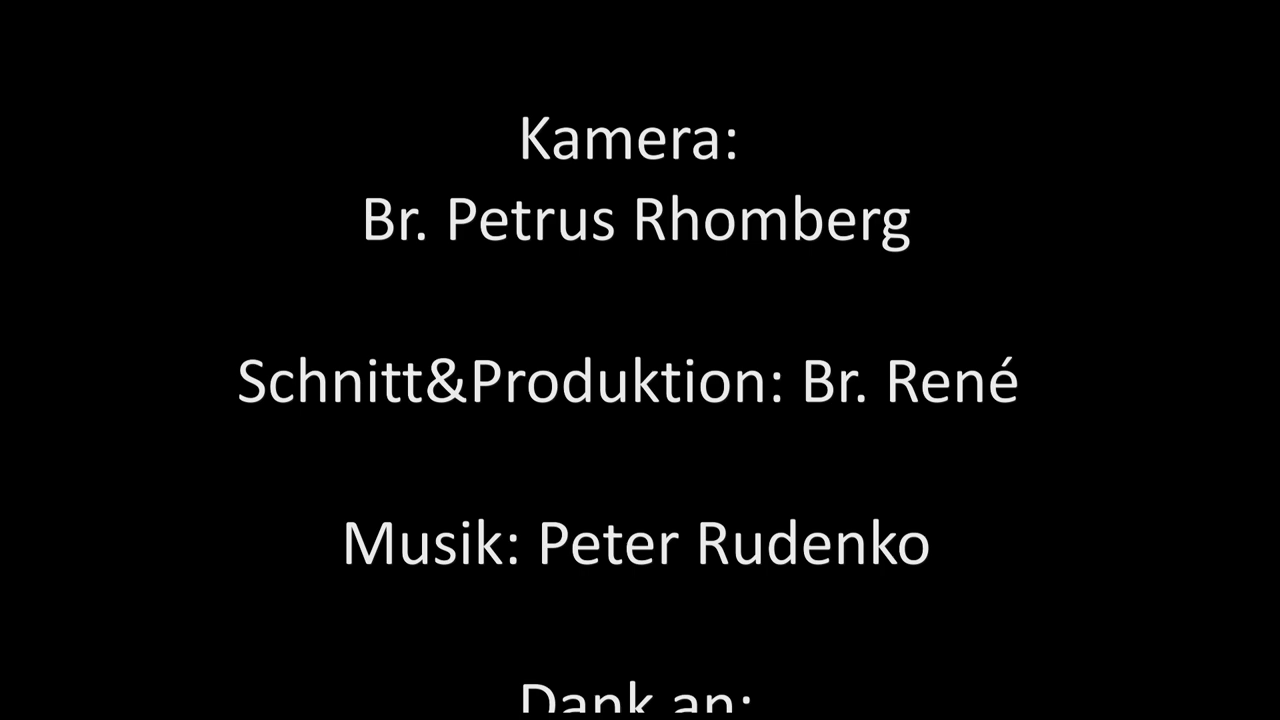 Kamera:
Br. Petrus Rhomberg
Schnitt&Produktion: Br. René
Musik: Peter Rudenko
Dank an: